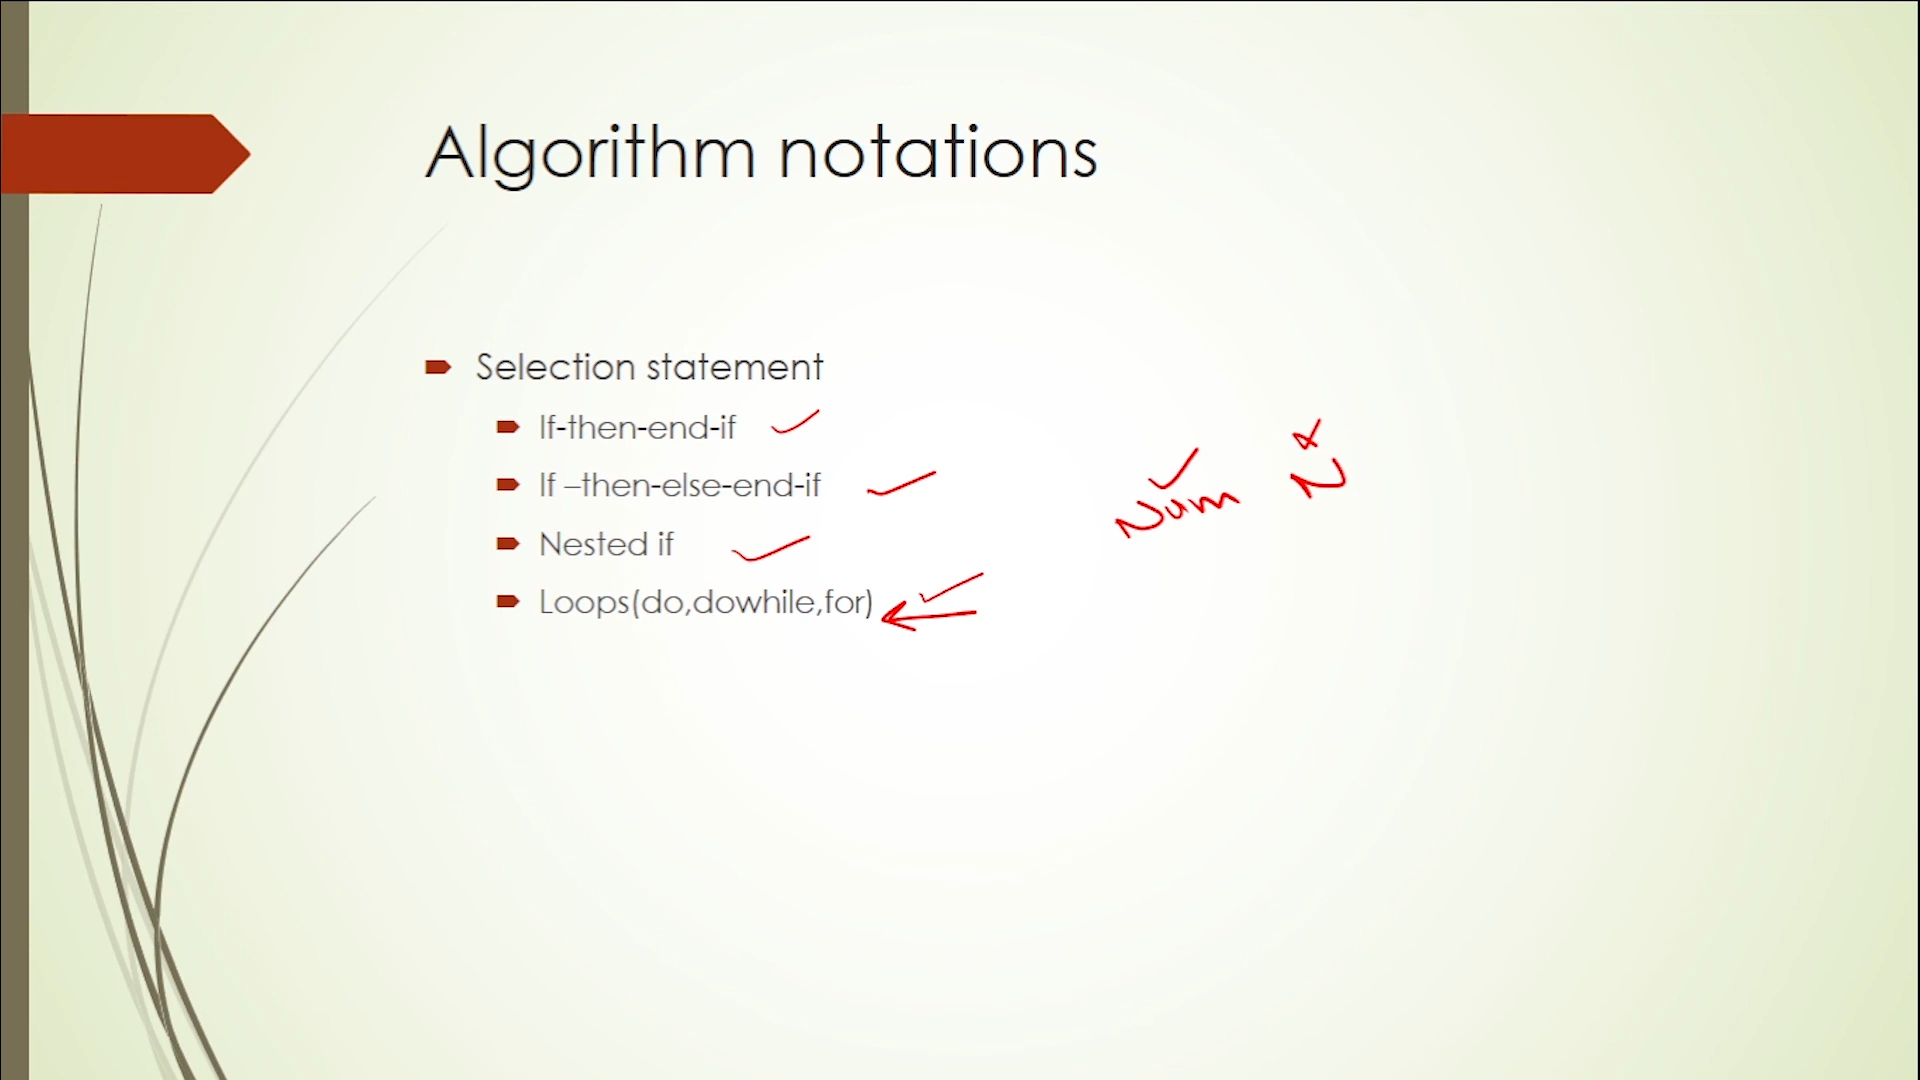 Algorithm notations
Selection statement
If-then-end-if
If –then-else-end-if
Nested if
Loops(do,dowhile,for)
Num N